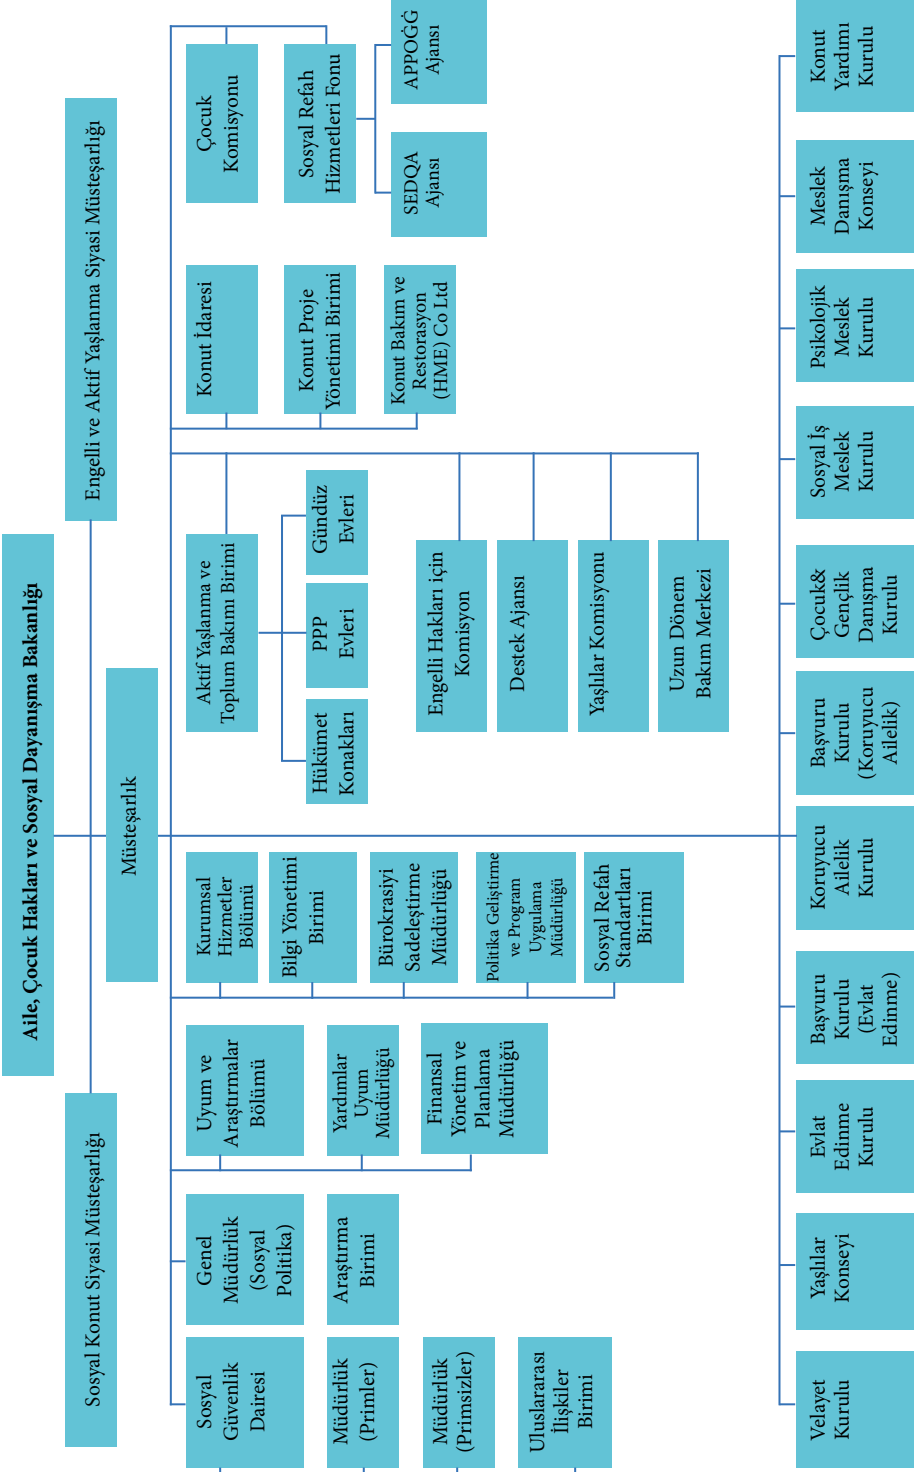 Aile, Çocuk Hakları ve Sosyal Dayanışma Bakanlığı
Sosyal Konut Siyasi Müsteşarlığı
Engelli ve Aktif Yaşlanma Siyasi Müsteşarlığı
Müsteşarlık
Sosyal
Güvenlik
Dairesi
Müdürlük
(Primler)
Müdürlük
(Primsizler)
Uluslararası
İlişkiler
Birimi
Genel
Müdürlük
(Sosyal
Politika)
Araştırma
Birimi
Uyum ve
Araştırmalar
Bölümü
Yardımlar
Uyum
Müdürlüğü
Finansal
Yönetim ve
Planlama
Müdürlüğü
Kurumsal
Hizmetler
Bölümü
Bilgi Yönetimi
Birimi
Bürokrasiyi
Sadeleştirme
Müdürlüğü
Politika Geliştirme
ve Program
Uygulama
Müdürlüğü
Sosyal Refah
Standartları
Birimi
Aktif Yaşlanma ve
Toplum Bakımı Birimi
Hükümet
Konakları
PPP
Evleri
Gündüz
Evleri
Engelli Hakları için
Komisyon
Destek Ajansı
Yaşlılar Komisyonu
Uzun Dönem
Bakım Merkezi
Konut İdaresi
Konut Proje
Yönetimi Birimi
Konut Bakım ve
Restorasyon
(HME) Co Ltd
Çocuk
Komisyonu
Sosyal Refah
Hizmetleri Fonu
SEDQA
Ajansı
APPOĠĠ
Ajansı
Velayet
Kurulu
Yaşlılar
Konseyi
Evlat
Edinme
Kurulu
Başvuru
Kurulu
(Evlat
Edinme)
Koruyucu
Ailelik
Kurulu
Başvuru
Kurulu
(Koruyucu
Ailelik)
Çocuk&
Gençlik
Danışma
Kurulu
Sosyal İş
Meslek
Kurulu
Psikolojik
Meslek
Kurulu
Meslek
Danışma
Konseyi
Konut
Yardımı
Kurulu